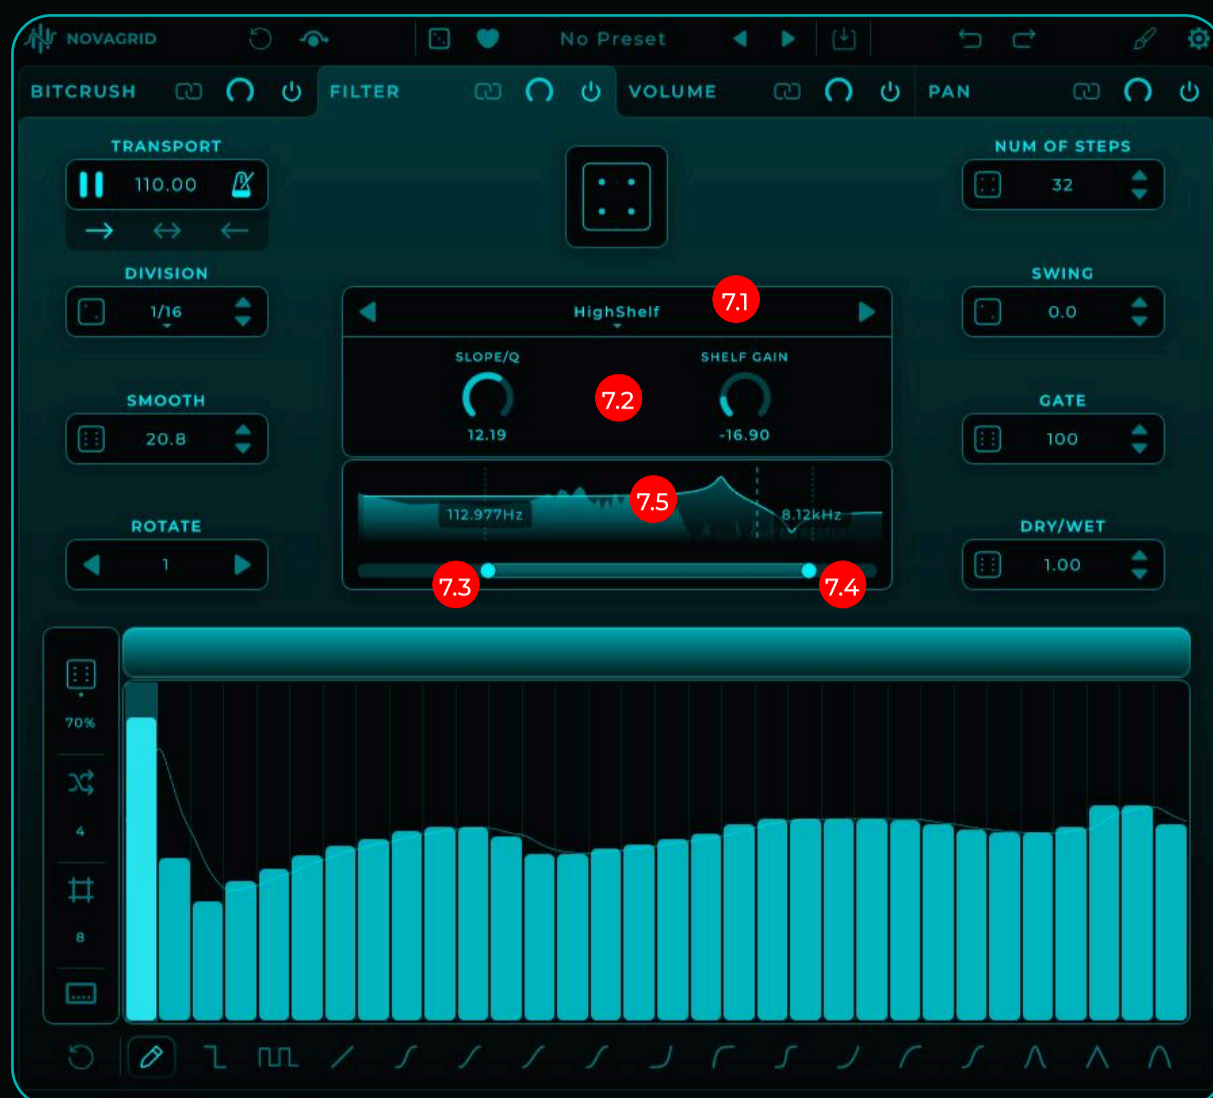 NOVAGRID
No Preset
BITCRUSH
FILTER
VOLUME
PAN
TRANSPORT
110.00
NUM OF STEPS
32
DIVISION
1/16
SWING
0.0
7.1
HighShelf
SLOPE/Q
12.19
7.2
SHELF GAIN
-16.90
SMOOTH
20.8
GATE
100
7.5
112.977Hz
8.12kHz
ROTATE
1
DRY/WET
1.00
7.3
7.4
70%
4
8